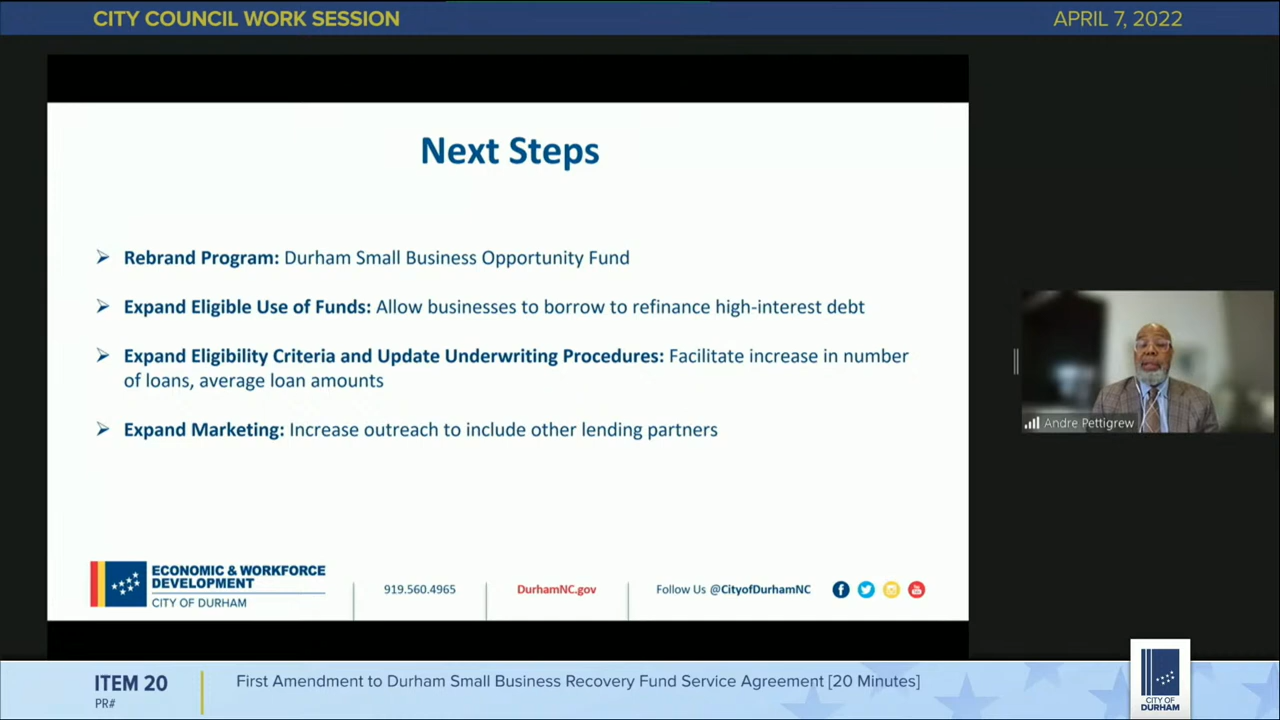 CITY COUNCIL WORK SESSION
APRIL 7, 2022
Next Steps
➢ Rebrand Program: Durham Small Business Opportunity Fund
➢ Expand Eligible Use of Funds: Allow businesses to borrow to refinance high-interest debt
➢ Expand Eligibility Criteria and Update Underwriting Procedures: Facilitate increase in number
of loans, average loan amounts
➢ Expand Marketing: Increase outreach to include other lending partners
Andre Pettigrew
ECONOMIC & WORKFORCE
DEVELOPMENT
CITY OF DURHAM
919.560.4965
DurhamNC.gov
Follow Us @CityofDurhamNC
ITEM 20
PR#
First Amendment to Durham Small Business Recovery Fund Service Agreement [20 Minutes]
CITY OF
DURHAM